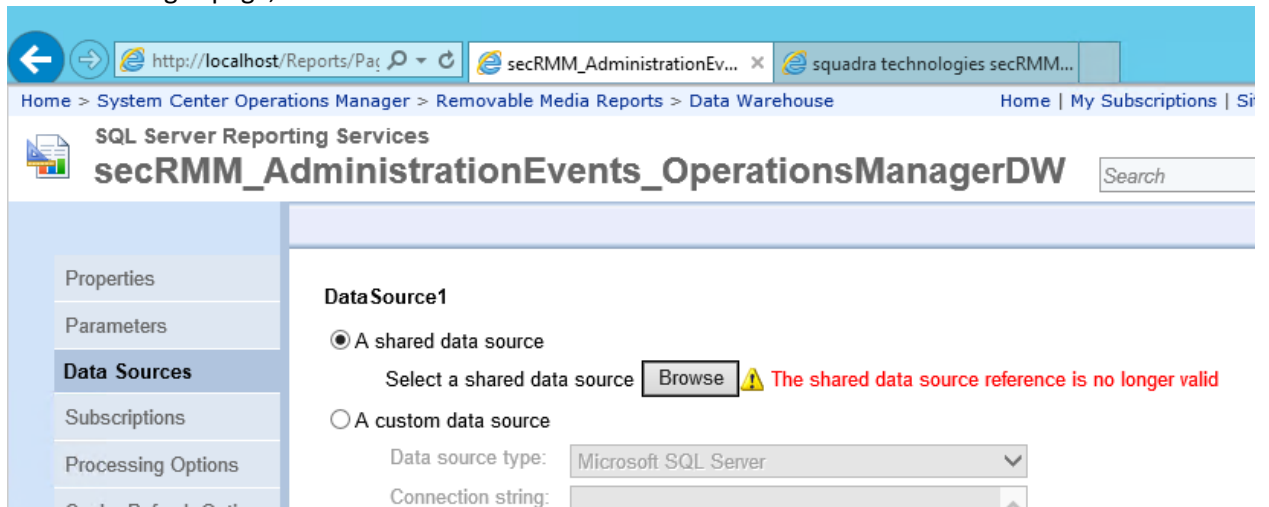 http://localhost/Reports/Pag
secRMM_AdministrationEv...
squadra technologies secRMM...
Home > System Center Operations Manager > Removable Media Reports > Data Warehouse
Home | My Subscriptions |
SQL Server Reporting Services
secRMM_AdministrationEvents_OperationsManagerDW
Search
Properties
Parameters
Data Sources
Subscriptions
Processing Options
DataSource1
A shared data source
Select a shared data source Browse The shared data source reference is no longer valid
A custom data source
Data source type: Microsoft SQL Server
Connection string: